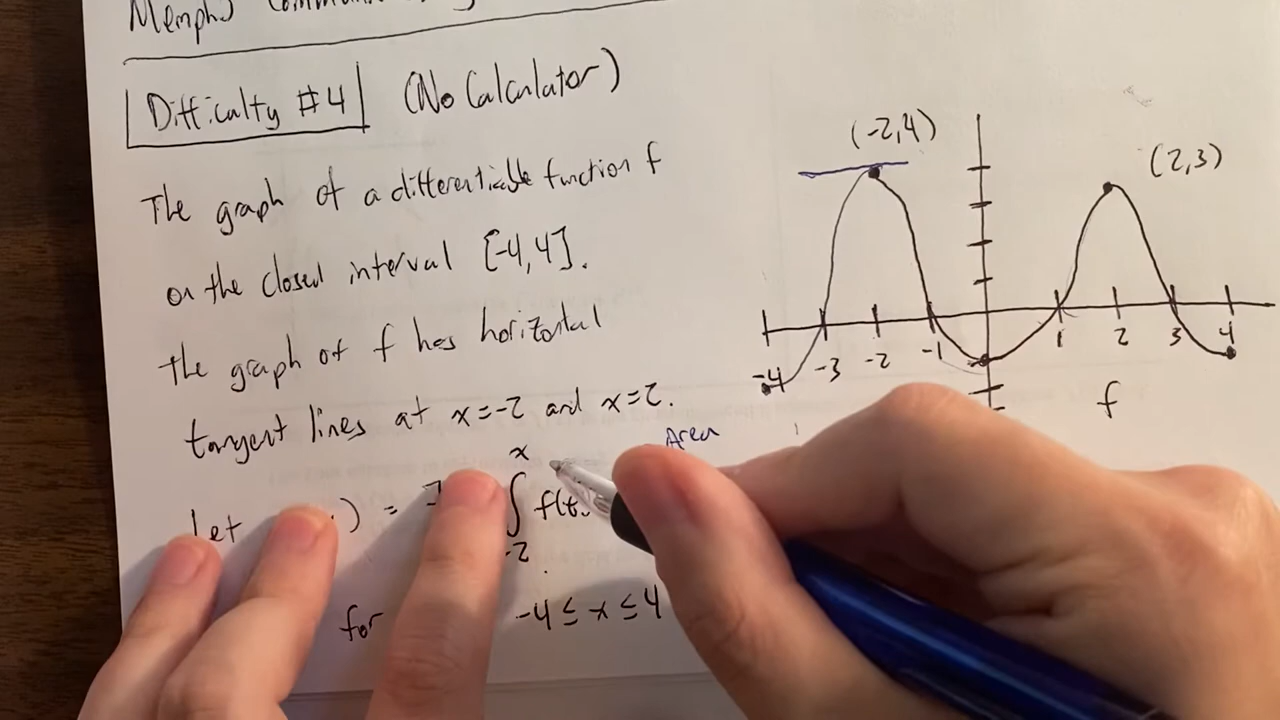 Difficulty #4 (No Calculator)
The graph of a differentiable function f
on the closed interval [-4,4].
the graph of f has horizontal
tangent lines at x=-2 and x=2.
Area
x
Let ) = ∫ f(t
-2
for -4 ≤ x ≤ 4
(-2,4)
(2,3)
-4 -3 -2 -1 1 2 3 4
f